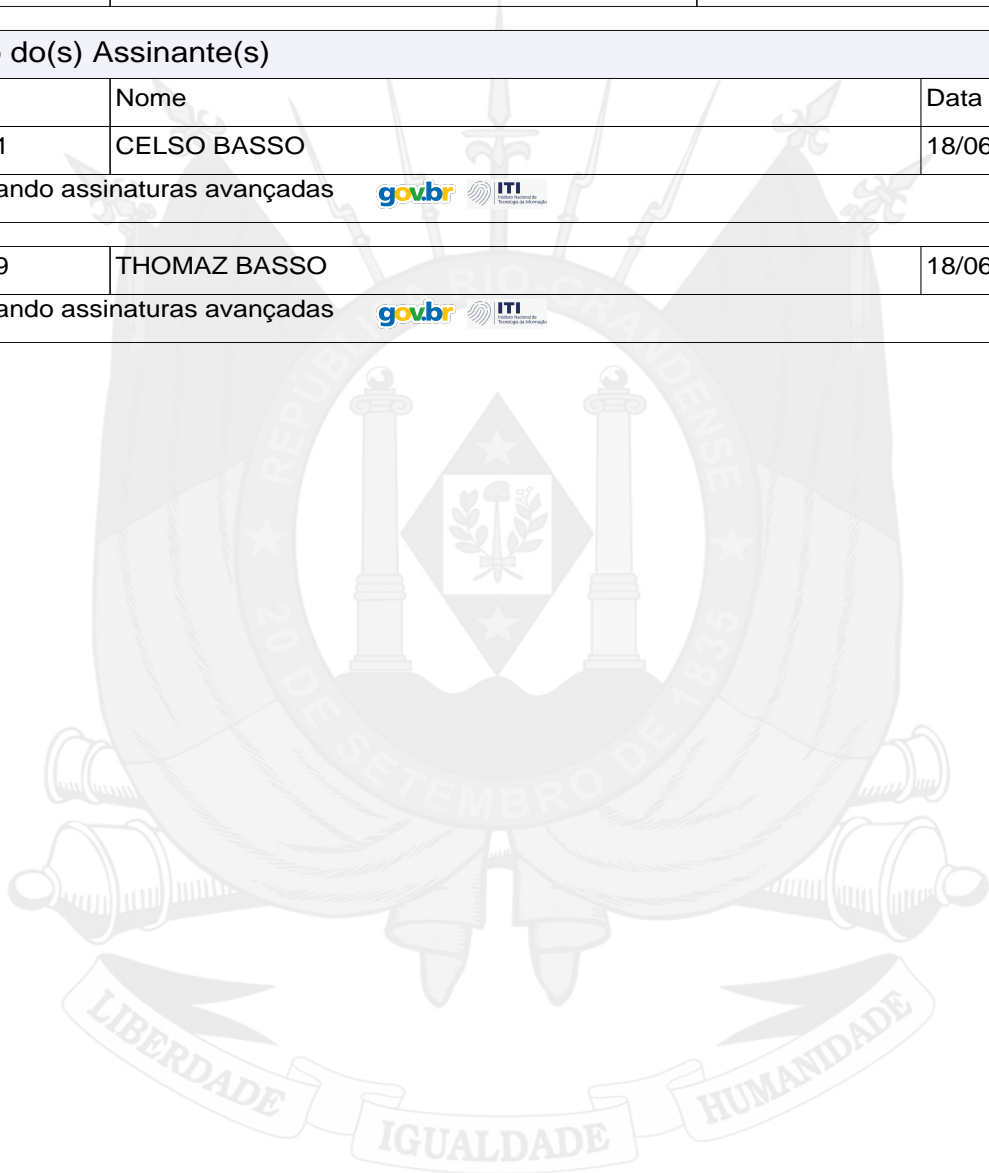 do(s) Assinante(s)
Nome Data
1 CELSO BASSO 18/06
ando assinaturas avançadas gov.br ITI
9 THOMAZ BASSO 18/06
ando assinaturas avançadas gov.br ITI
REPÚBLICA RIO-GRANDENSE
20 DE SETEMBRO DE 1835
LIBERDADE IGUALDADE HUMANIDADE